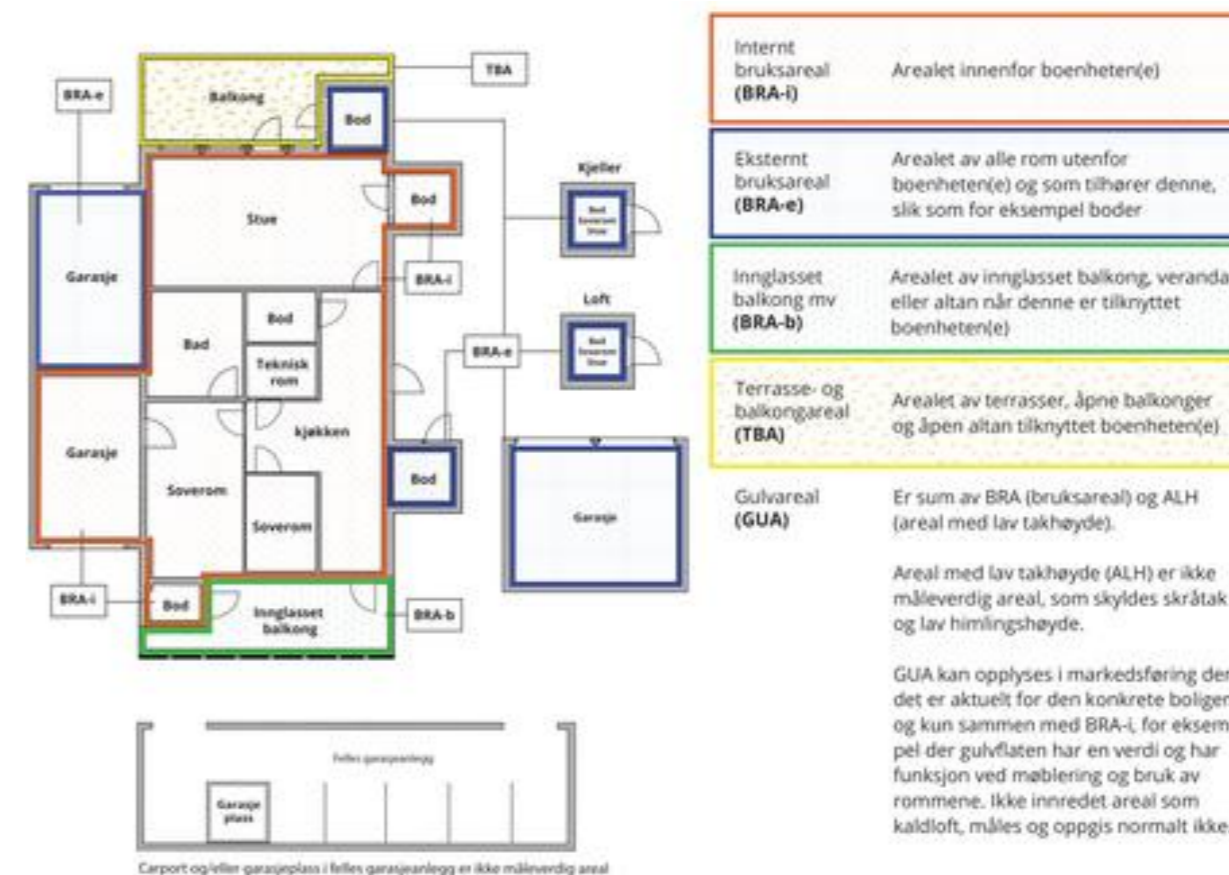 TBA
BRA-e
Balkong
Bod
Kjeller
Bod
Soverom
Stue
Stue
Bod
Garasje
BRA-i
Loft
Bod
Bad
Teknisk
rom
BRA-e
Bod
Soverom
Stue
kjøkken
Garasje
Soverom
Bod
Soverom
Garasje
BRA-i
Bod
Innglasset
balkong
BRA-b
Felles garasjeanlegg
Garasje
plass
Carport og/eller garasjeplass i felles garasjeanlegg er ikke måleverdig areal
Internt
bruksareal
(BRA-i)
Arealet innenfor boenheten(e)
Eksternt
bruksareal
(BRA-e)
Arealet av alle rom utenfor
boenheten(e) og som tilhører denne,
slik som for eksempel boder
Innglasset
balkong mv
(BRA-b)
Arealet av innglasset balkong, veranda
eller altan når denne er tilknyttet
boenheten(e)
Terrasse- og
balkongareal
(TBA)
Arealet av terrasser, åpne balkonger
og åpen altan tilknyttet boenheten(e)
Gulvareal
(GUA)
Er sum av BRA (bruksareal) og ALH
(areal med lav takhøyde).
Areal med lav takhøyde (ALH) er ikke
måleverdig areal, som skyldes skråtak
og lav himlingshøyde.
GUA kan opplyses i markedsføring der
det er aktuelt for den konkrete boligen
og kun sammen med BRA-i, for eksem
pel der gulvflaten har en verdi og har
funksjon ved møblering og bruk av
rommene. Ikke innredet areal som
kaldloft, måles og oppgis normalt ikke